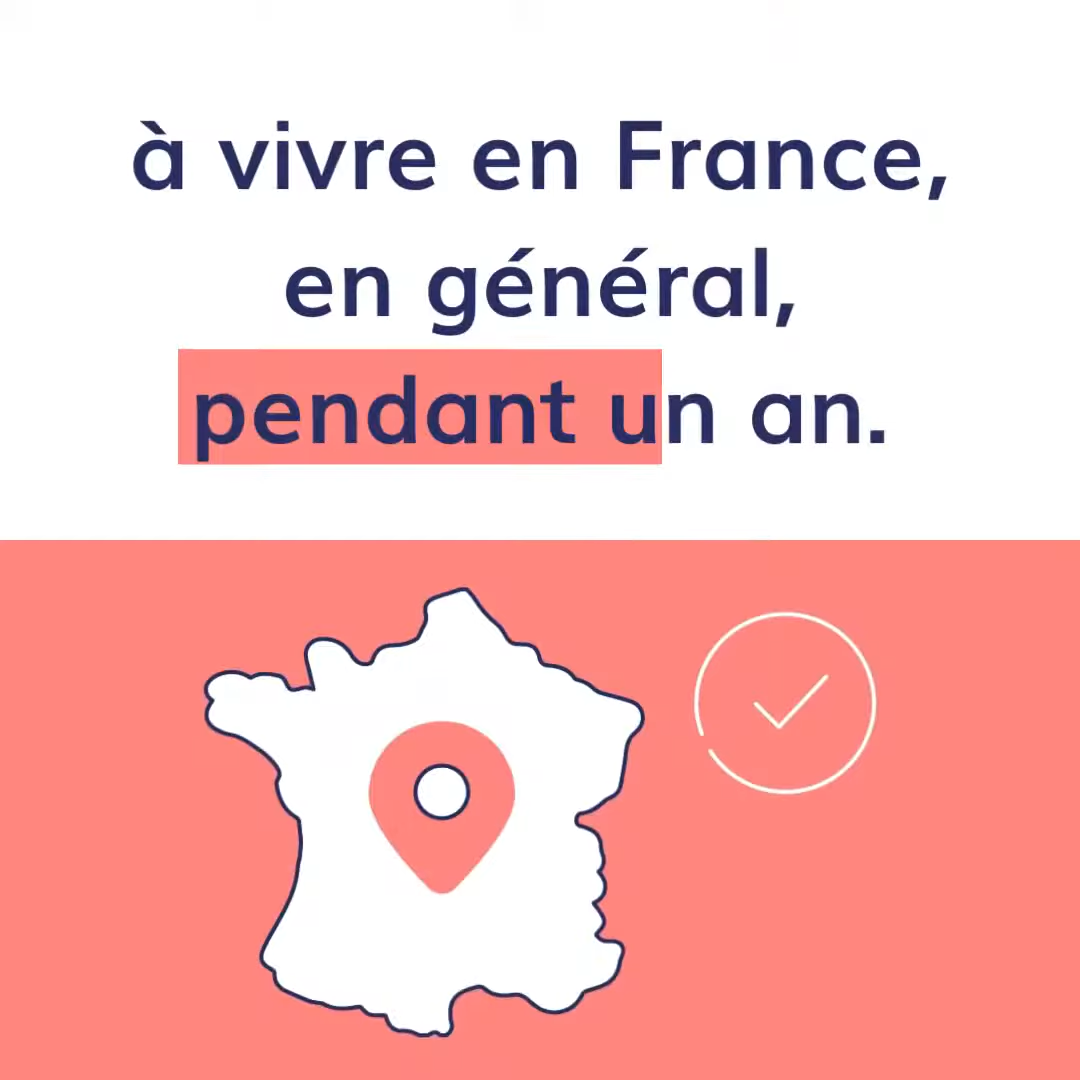 à vivre en France,
en général,
pendant un an.